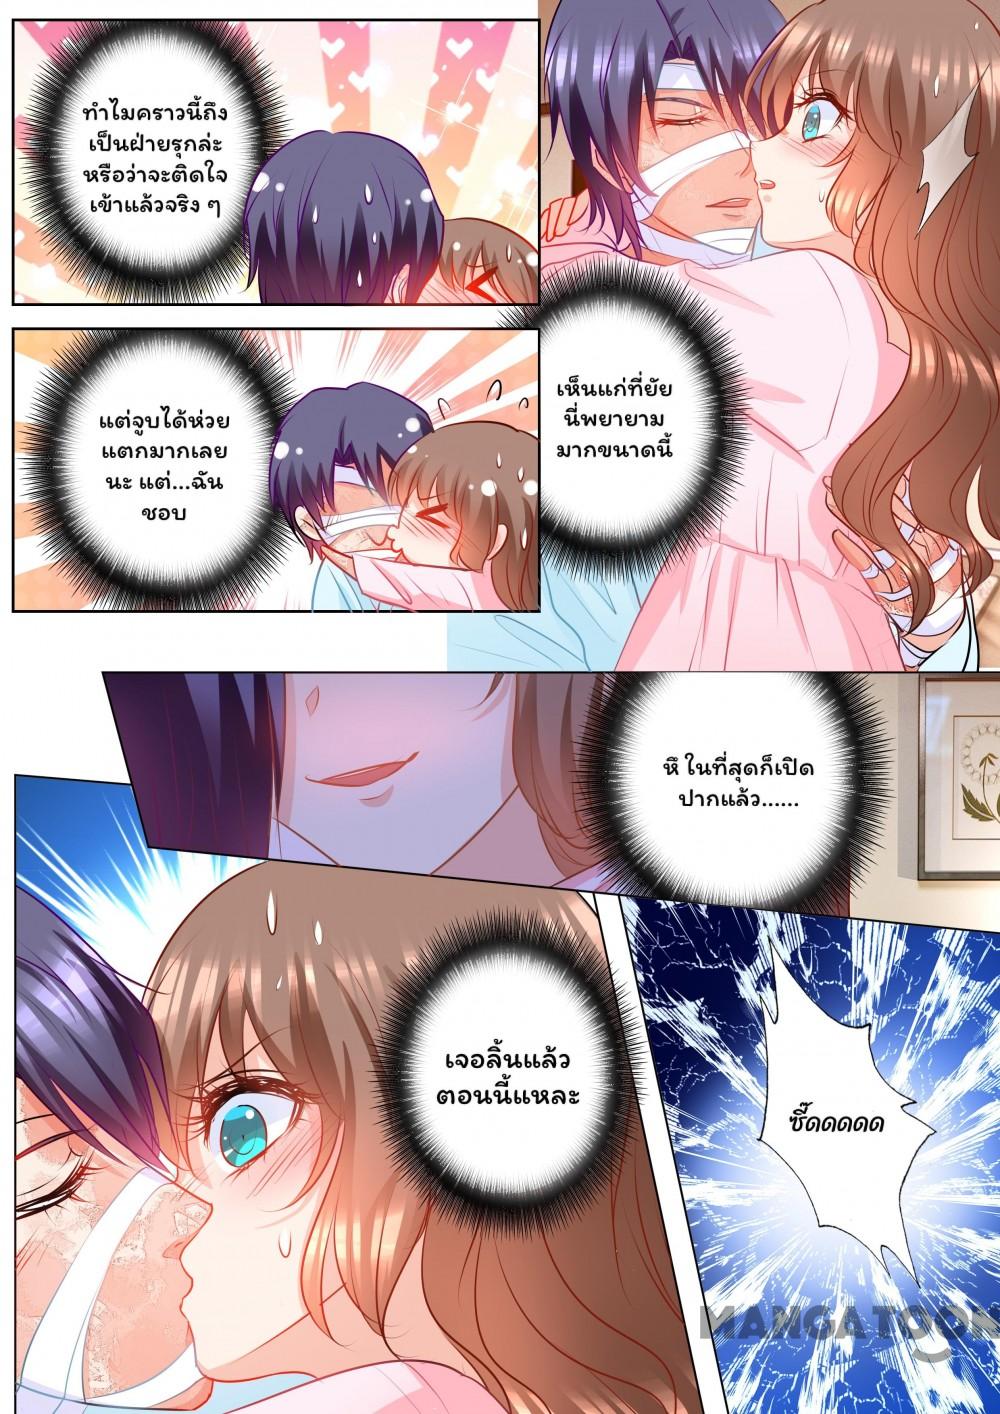 ทำไมคราวนี้ถึง
เป็นฝ่ายรุกล่ะ
หรือว่าจะติดใจ
เข้าแล้วจริง ๆ
แต่จูบได้ห่วย
แตกมากเลย
นะ แต่...ฉัน
ชอบ
เห็นแก่ที่ยัย
นี่พยายาม
มากขนาดนี้
หึ ในที่สุดก็เปิด
ปากแล้ว......
เจอลิ้นแล้ว
ตอนนี้แหละ
ซี๊ดดดดด
MANGATOON